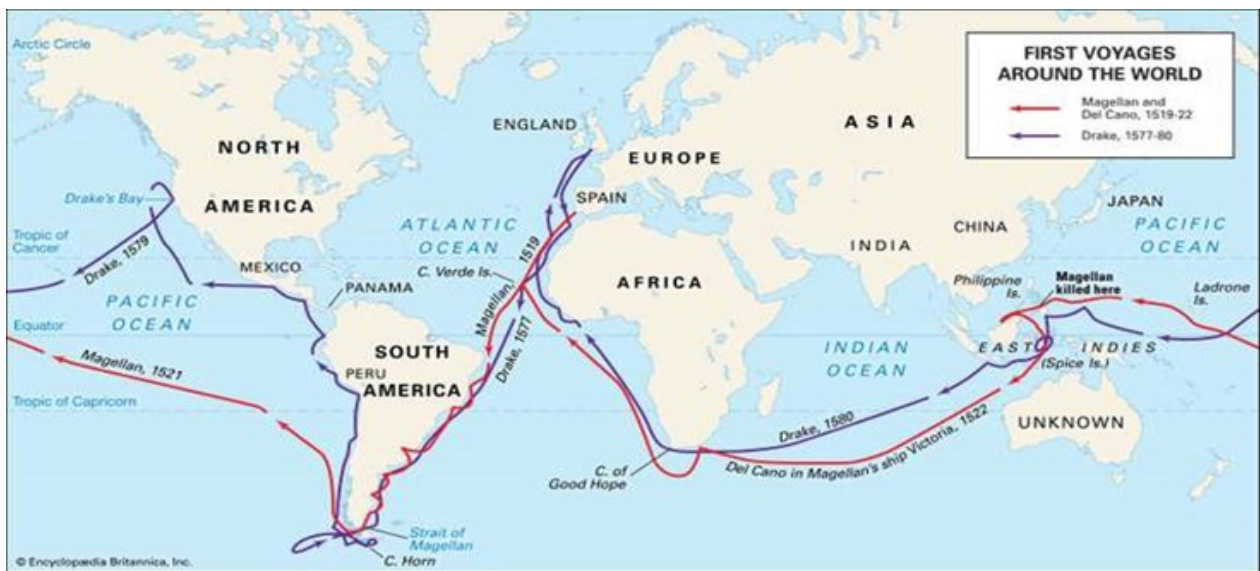 Arctic Circle
FIRST VOYAGES
AROUND THE WORLD
Magellan and
Del Cano, 1519-22
Drake, 1577-80
ENGLAND
ASIA
NORTH
AMERICA
EUROPE
Drake's Bay
SPAIN
JAPAN
ATLANTIC
OCEAN
PACIFIC
OCEAN
CHINA
Tropic of
Cancer
Drake, 1579
INDIA
MEXICO
C. Verde Is.
Magellan, 1519
AFRICA
Philippine
Is.
Magellan
killed here
Ladrone
Is.
PANAMA
PACIFIC
OCEAN
Equator
Drake, 1577
SOUTH
AMERICA
INDIAN
OCEAN
EAST INDIES
(Spice Is.)
Magellan, 1521
PERU
Tropic of Capricorn
UNKNOWN
Drake, 1580
Del Cano in Magellan's ship Victoria, 1522
C. of
Good Hope
Strait of
Magellan
C. Horn
© Encyclopædia Britannica, Inc.